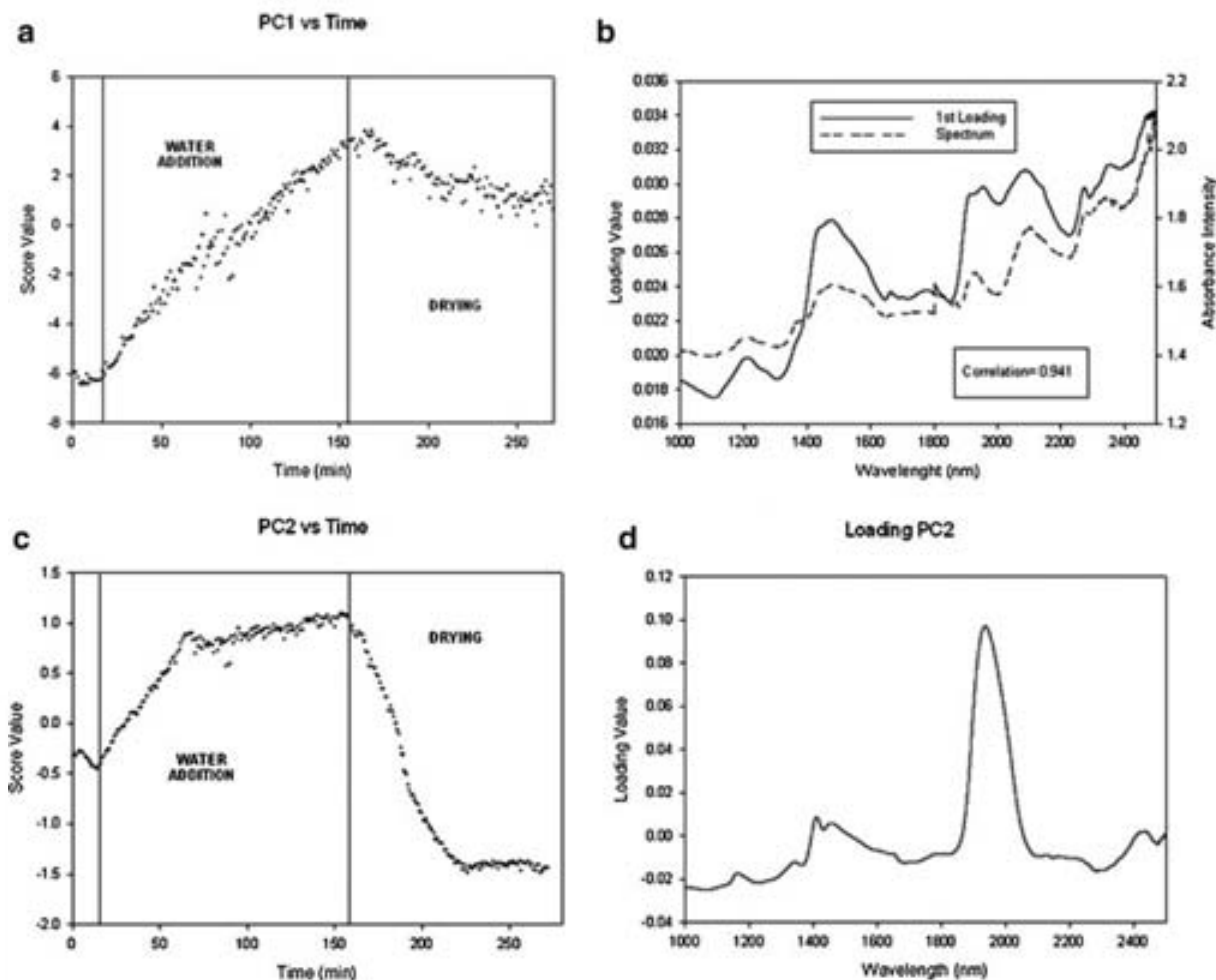 a
PC1 vs Time
6
4
2
0
-2
-4
-6
-8
Score Value
WATER
ADDITION
DRYING
0 50 100 150 200 250
Time (min)
b
0.036
0.034
0.032
0.030
0.028
0.026
0.024
0.022
0.020
0.018
0.016
Loading Value
1st Loading
Spectrum
Correlation= 0.941
2.2
2.0
1.8
1.6
1.4
1.2
Absorbance Intensity
1000 1200 1400 1600 1800 2000 2200 2400
Wavelenght (nm)
c
PC2 vs Time
1.5
1.0
0.5
0.0
-0.5
-1.0
-1.5
-2.0
Score Value
DRYING
WATER
ADDITION
0 50 100 150 200 250
Time (min)
d
Loading PC2
0.12
0.10
0.08
0.06
0.04
0.02
0.00
-0.02
-0.04
Loading Value
1000 1200 1400 1600 1800 2000 2200 2400
Wavelength (nm)